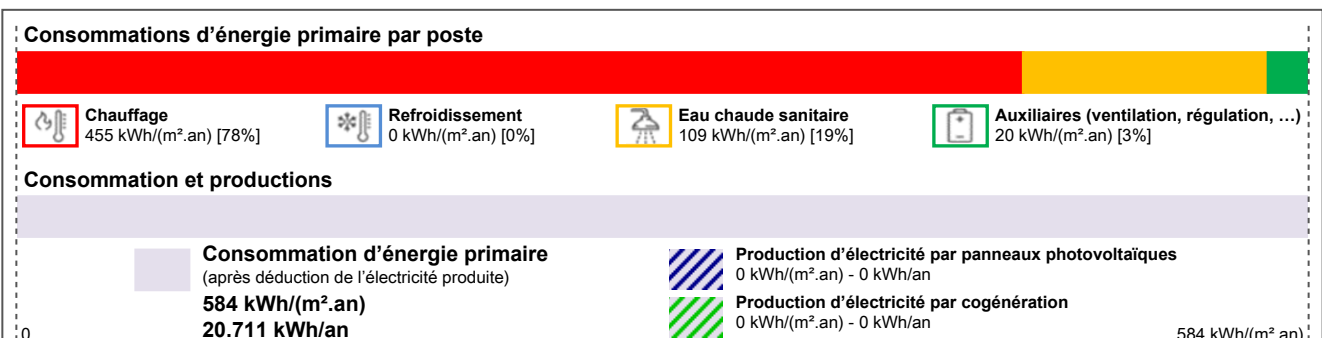 Consommations d’énergie primaire par poste
Chauffage
455 kWh/(m².an) [78%]
Refroidissement
0 kWh/(m².an) [0%]
Eau chaude sanitaire
109 kWh/(m².an) [19%]
Auxiliaires (ventilation, régulation, …)
20 kWh/(m².an) [3%]
Consommation et productions
Consommation d’énergie primaire
(après déduction de l’électricité produite)
584 kWh/(m².an)
20.711 kWh/an
Production d’électricité par panneaux photovoltaïques
0 kWh/(m².an) - 0 kWh/an
Production d’électricité par cogénération
0 kWh/(m².an) - 0 kWh/an
0
584 kWh/(m².an)